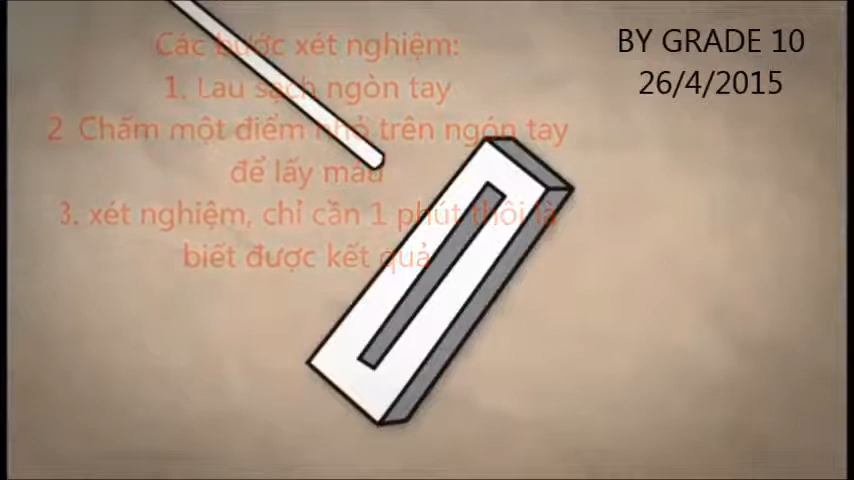 Các bước xét nghiệm:
1. Lau sạch ngòn tay
2 Chấm một điểm nhỏ trên ngón tay
để lấy máu
3. xét nghiệm, chỉ cần 1 phút thôi là
biết được kết quả
BY GRADE 10
26/4/2015